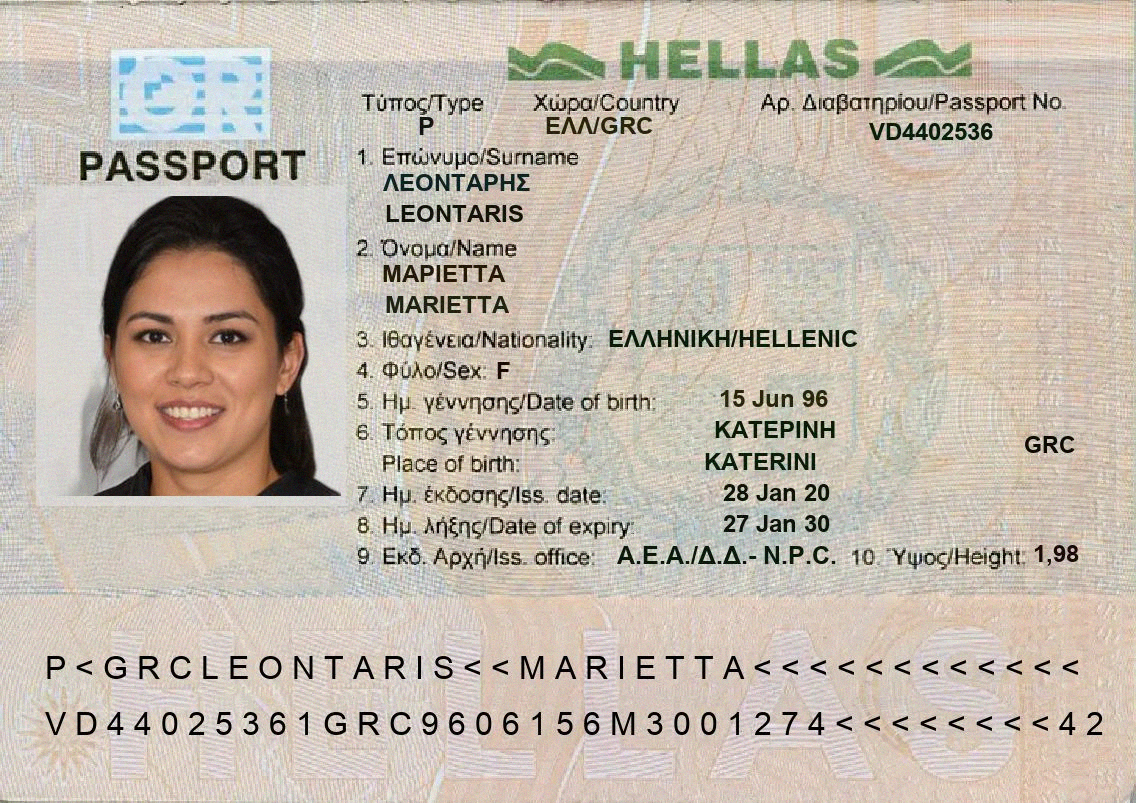 GR
PASSPORT
HELLAS
Τύπος/Type Χώρα/Country Αρ. Διαβατηρίου/Passport No.
P ΕΛΛ/GRC VD4402536
1. Επώνυμο/Surname
ΛΕΟΝΤΑΡΗΣ
LEONTARIS
2. Όνομα/Name
ΜΑΡΙΕΤΤΑ
MARIETTA
3. Ιθαγένεια/Nationality: ΕΛΛΗΝΙΚΗ/HELLENIC
4. Φύλο/Sex: F
5. Ημ. γέννησης/Date of birth: 15 Jun 96
6. Τόπος γέννησης: ΚΑΤΕΡΙΝΗ
Place of birth: KATERINI GRC
7. Ημ. έκδοσης/Iss. date: 28 Jan 20
8. Ημ. λήξης/Date of expiry: 27 Jan 30
9 Εκδ. Αρχή/Iss. office: Α.Ε.Α./Δ.Δ.- N.P.C. 10. Ύψος/Height: 1,98
HELLAS
P<GRCLEONTARIS<<MARIETTA<<<<<<<<<<<<
VD44025361GRC9606156M3001274<<<<<<<<42